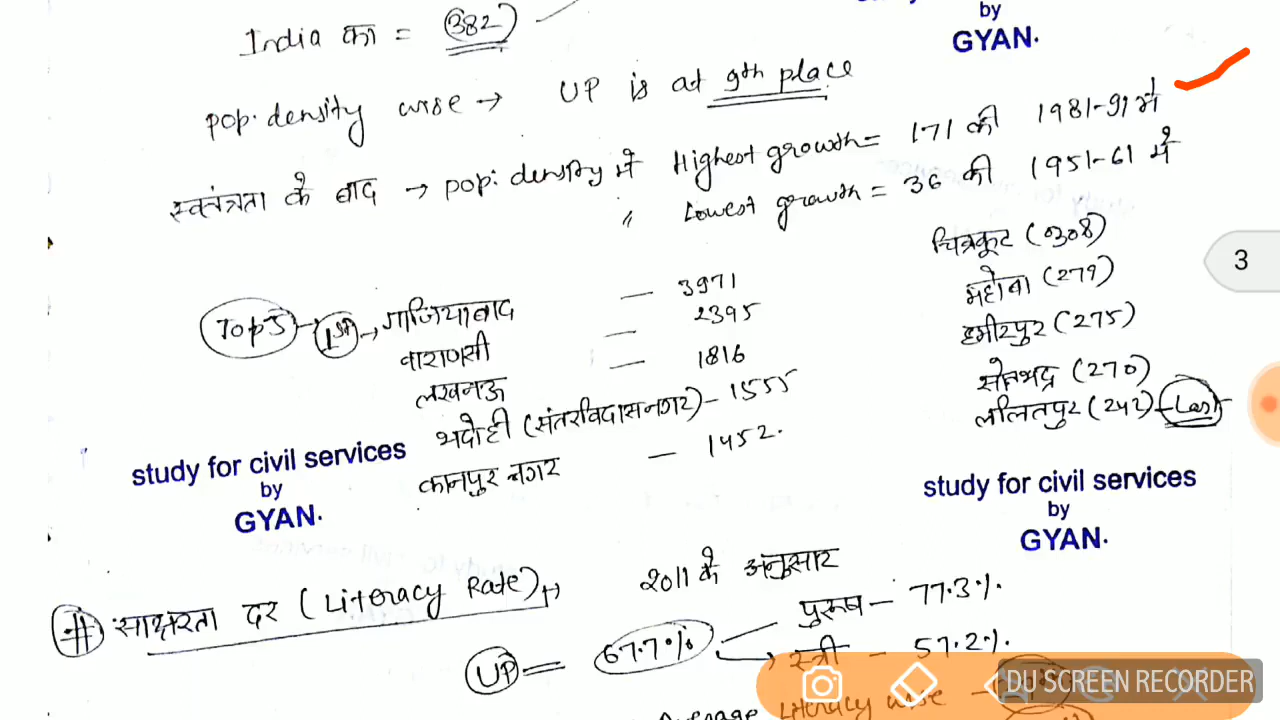 India का = 382
by
GYAN.
pop. density wise → UP is at 9th place
स्वतंत्रता के बाद → pop. density में Highest growth = 171 की 1981-91 में
" Lowest growth = 36 की 1951-61 में
Top 5 → 1st → गाजियाबाद — 3971
वाराणसी — 2395
लखनऊ — 1816
भदोही (संतरविदासनगर) - 1555
कानपुर नगर — 1452.
चित्रकूट (308)
महोबा (279)
हमीरपुर (275)
सोनभद्र (270)
ललितपुर (242) - Last
3
study for civil services
by
GYAN.
study for civil services
by
GYAN.
# साक्षरता दर (Literacy Rate) → 2011 के अनुसार
UP = 67.7%
पुरूष - 77.3%.
स्त्री - 57.2%.
Average Literacy wise
DU SCREEN RECORDER